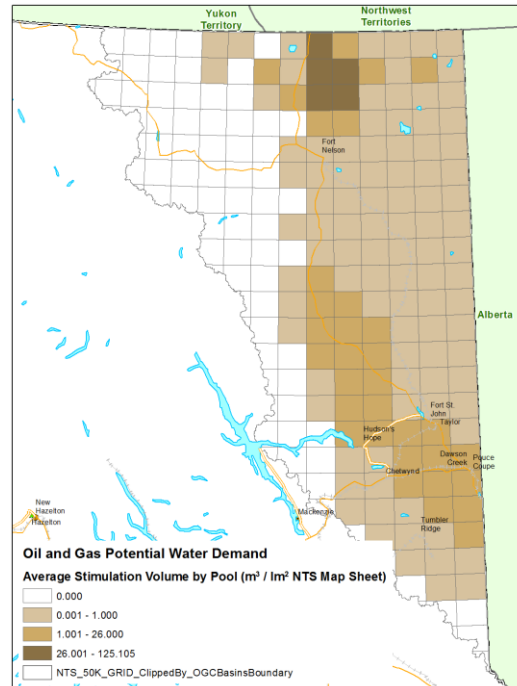 Yukon
Territory
Northwest
Territories
Fort
Nelson
Alberta
Fort St.
John
Taylor
Hudson's
Hope
Dawson
Creek
Pouce
Coupe
Chetwynd
New
Hazelton
Hazelton
Mackenzie
Tumbler
Ridge
Oil and Gas Potential Water Demand
Average Stimulation Volume by Pool (m³ / lm² NTS Map Sheet)
0.000
0.001 - 1.000
1.001 - 26.000
26.001 - 125.105
NTS_50K_GRID_ClippedBy_OGCBasinsBoundary